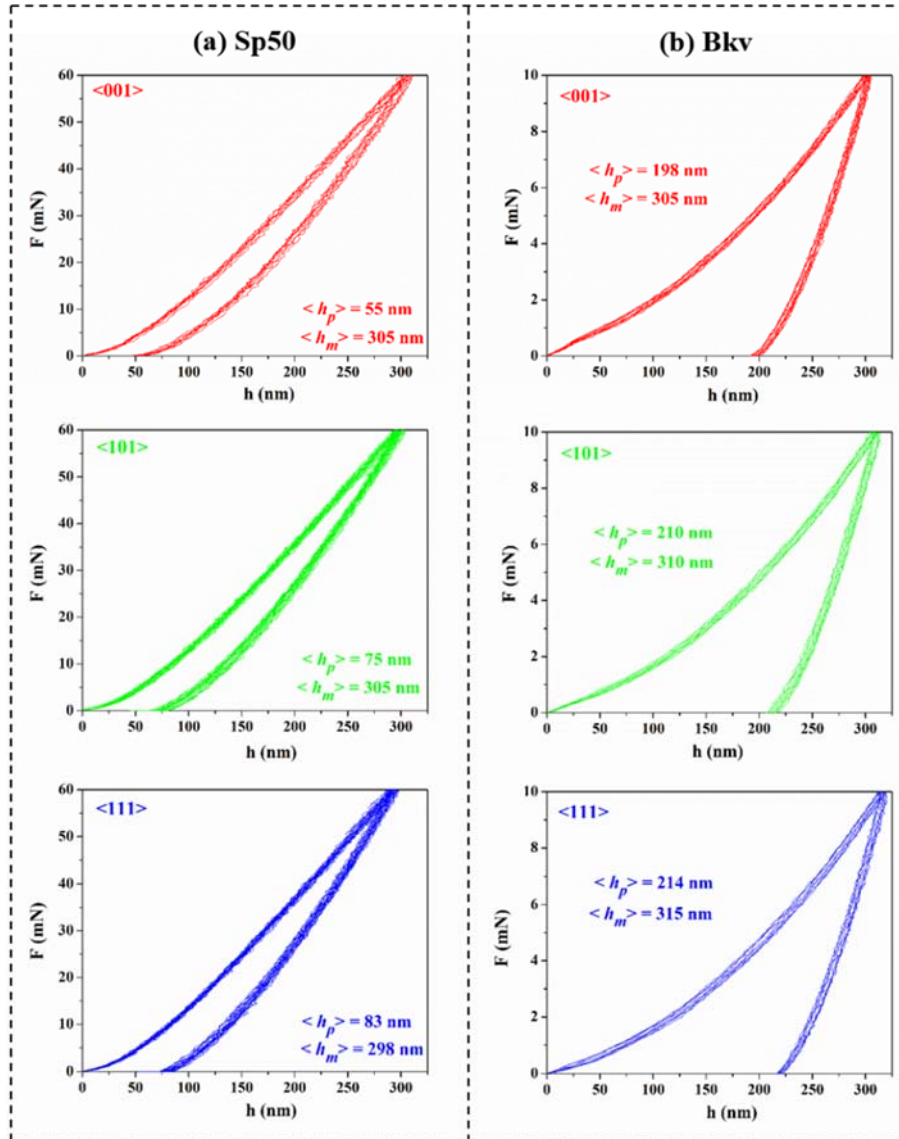 (a) Sp50
60
50
40
30
20
10
0
F (mN)
<001>
< hp> = 55 nm
< hm> = 305 nm
0 50 100 150 200 250 300
h (nm)
60
50
40
30
20
10
0
F (mN)
<101>
< hp> = 75 nm
< hm> = 305 nm
0 50 100 150 200 250 300
h (nm)
60
50
40
30
20
10
0
F (mN)
<111>
< hp> = 83 nm
< hm> = 298 nm
0 50 100 150 200 250 300
h (nm)
(b) Bkv
10
8
6
4
2
0
F (mN)
<001>
< hp> = 198 nm
< hm> = 305 nm
0 50 100 150 200 250 300
h (nm)
10
8
6
4
2
0
F (mN)
<101>
< hp> = 210 nm
< hm> = 310 nm
0 50 100 150 200 250 300
h (nm)
10
8
6
4
2
0
F (mN)
<111>
< hp> = 214 nm
< hm> = 315 nm
0 50 100 150 200 250 300
h (nm)